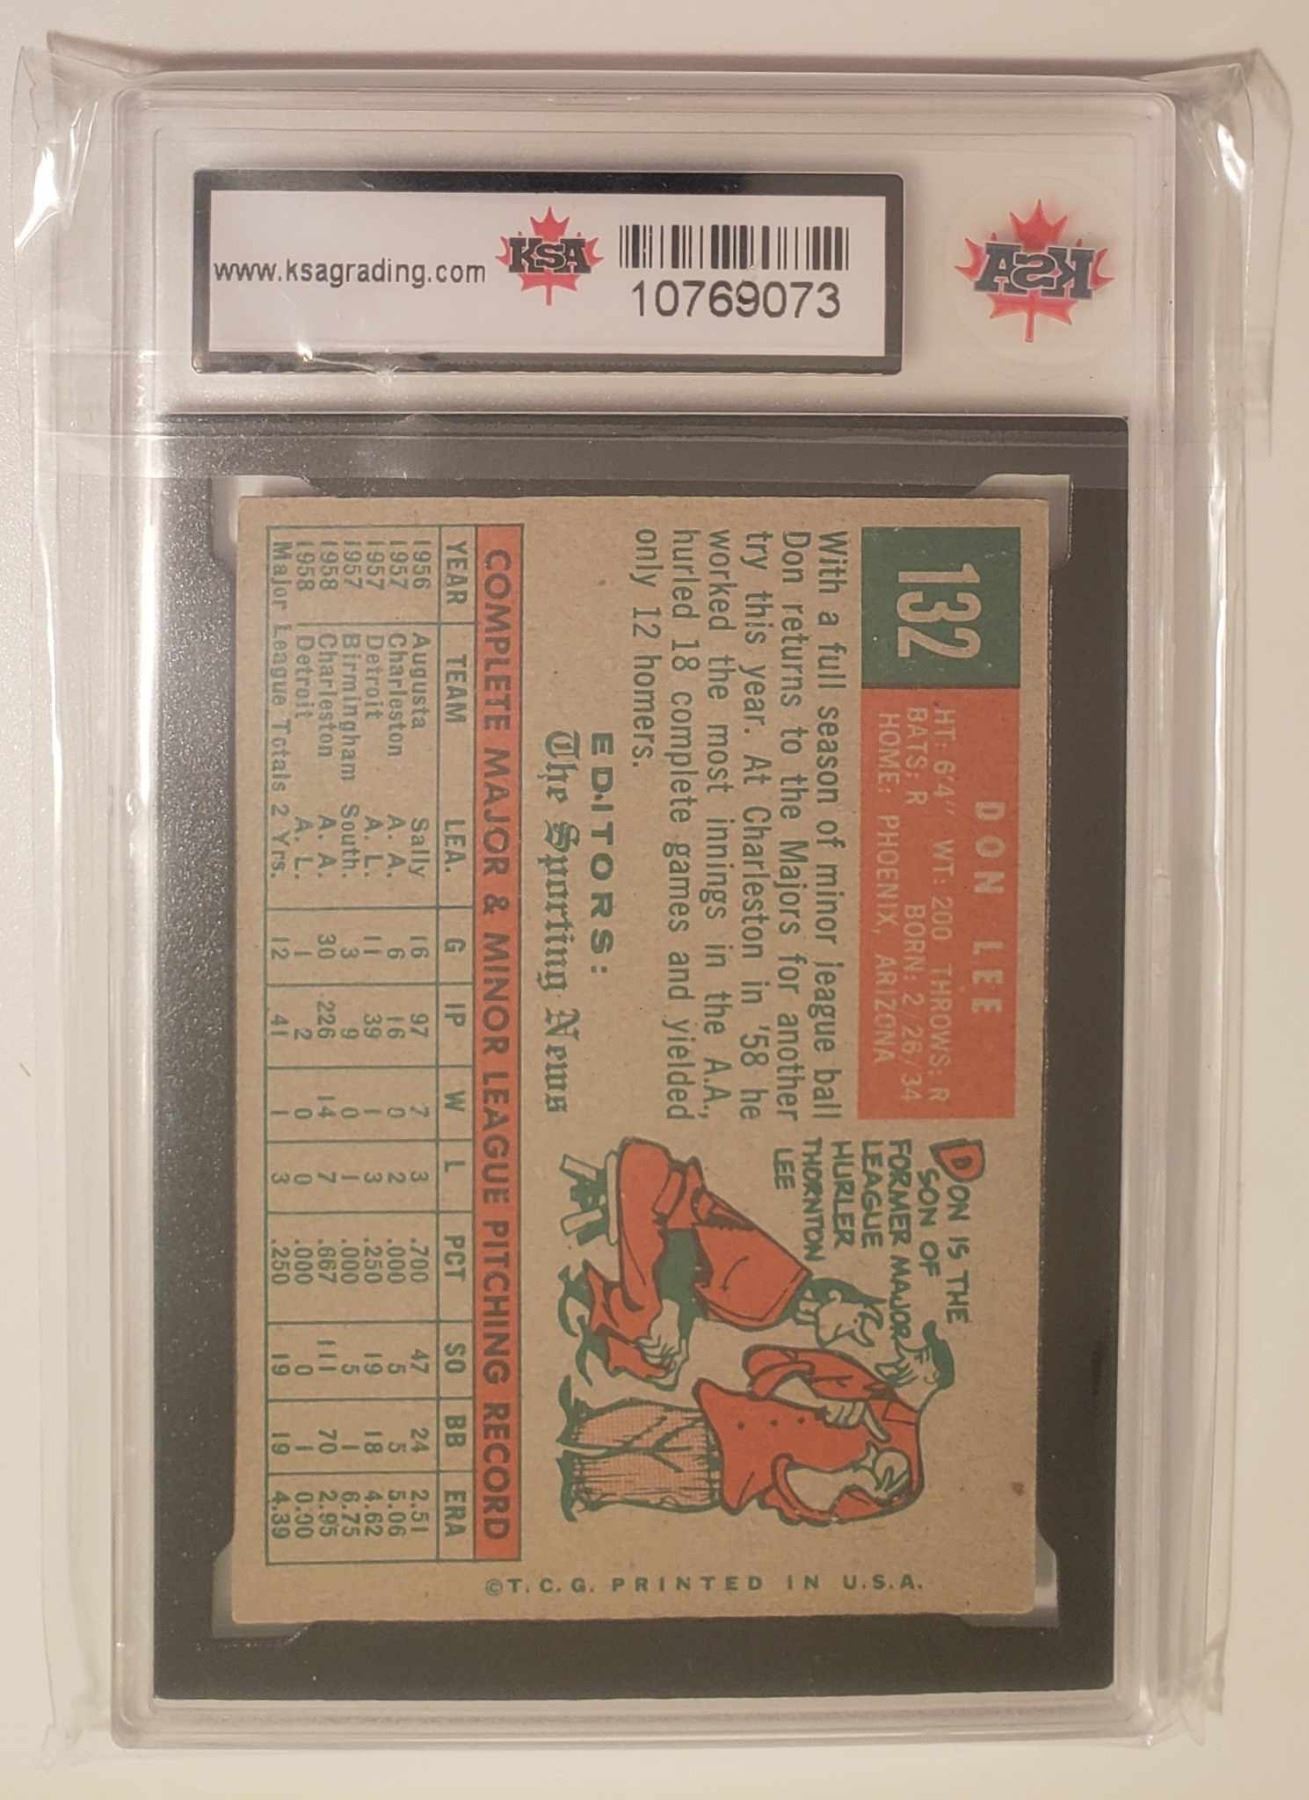 www.ksagrading.com
KSA
10769073
KSA
132
DON LEE
HT: 6'4" WT: 200 THROWS: R
BATS: R BORN: 2/26/34
HOME: PHOENIX, ARIZONA
With a full season of minor league ball
Don returns to the Majors for another
try this year. At Charleston in '58 he
worked the most innings in the A.A.,
hurled 18 complete games and yielded
only 12 homers.
EDITORS:
The Sporting News
DON IS THE
SON OF
FORMER MAJOR
LEAGUE
HURLER
THORNTON
LEE
COMPLETE MAJOR & MINOR LEAGUE PITCHING RECORD
YEAR TEAM LEA. G IP W L PCT SO BB ERA
1956 Augusta Sally 16 97 7 3 .700 47 24 2.51
1957 Charleston A. A. 6 16 0 2 .000 5 5 5.06
1957 Detroit A. L. 11 39 1 3 .250 19 18 4.62
1957 Birmingham South. 3 9 0 1 .000 5 1 6.75
1958 Charleston A. A. 30 226 14 7 .667 111 70 2.95
1958 Detroit A. L. 1 2 0 0 .000 0 1 0.00
Major League Totals 2 Yrs. 12 41 1 3 .250 19 19 4.39
©T. C. G. PRINTED IN U.S.A.